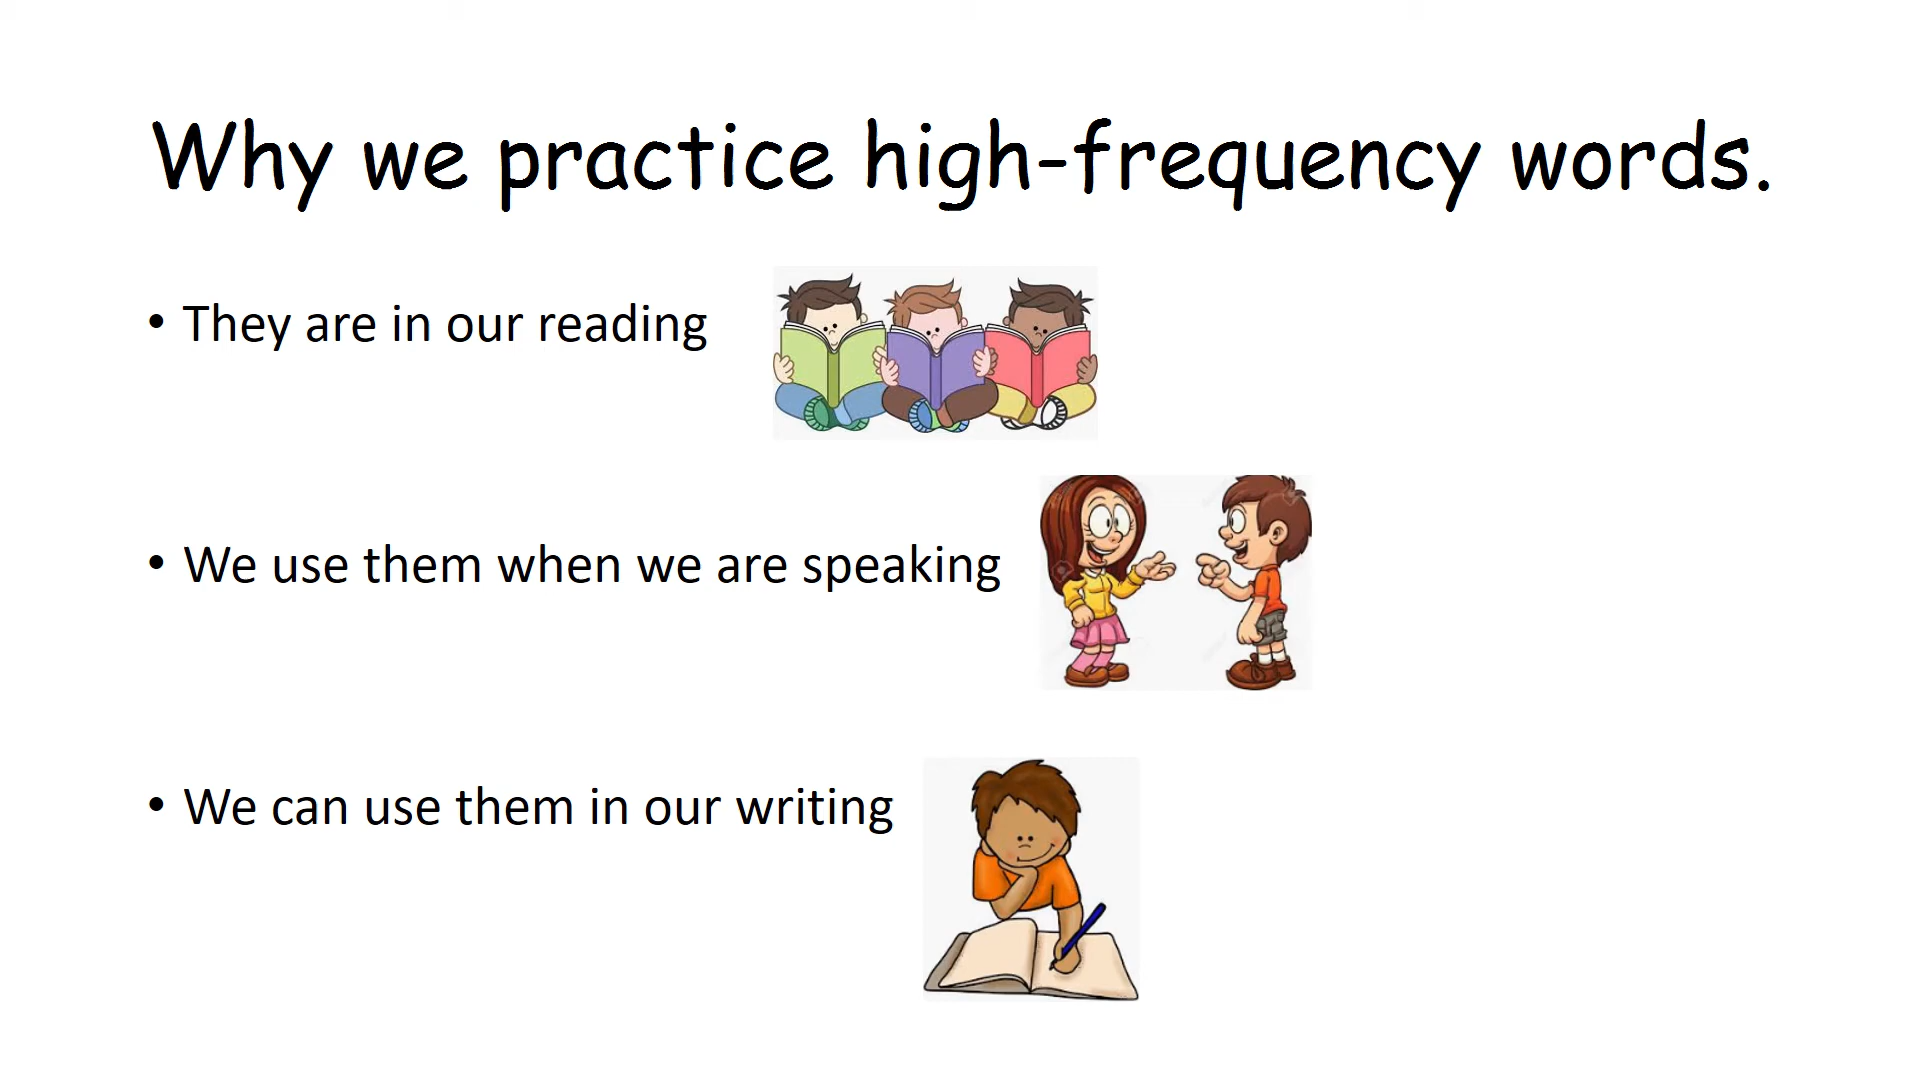 Why we practice high-frequency words.
• They are in our reading
• We use them when we are speaking
• We can use them in our writing